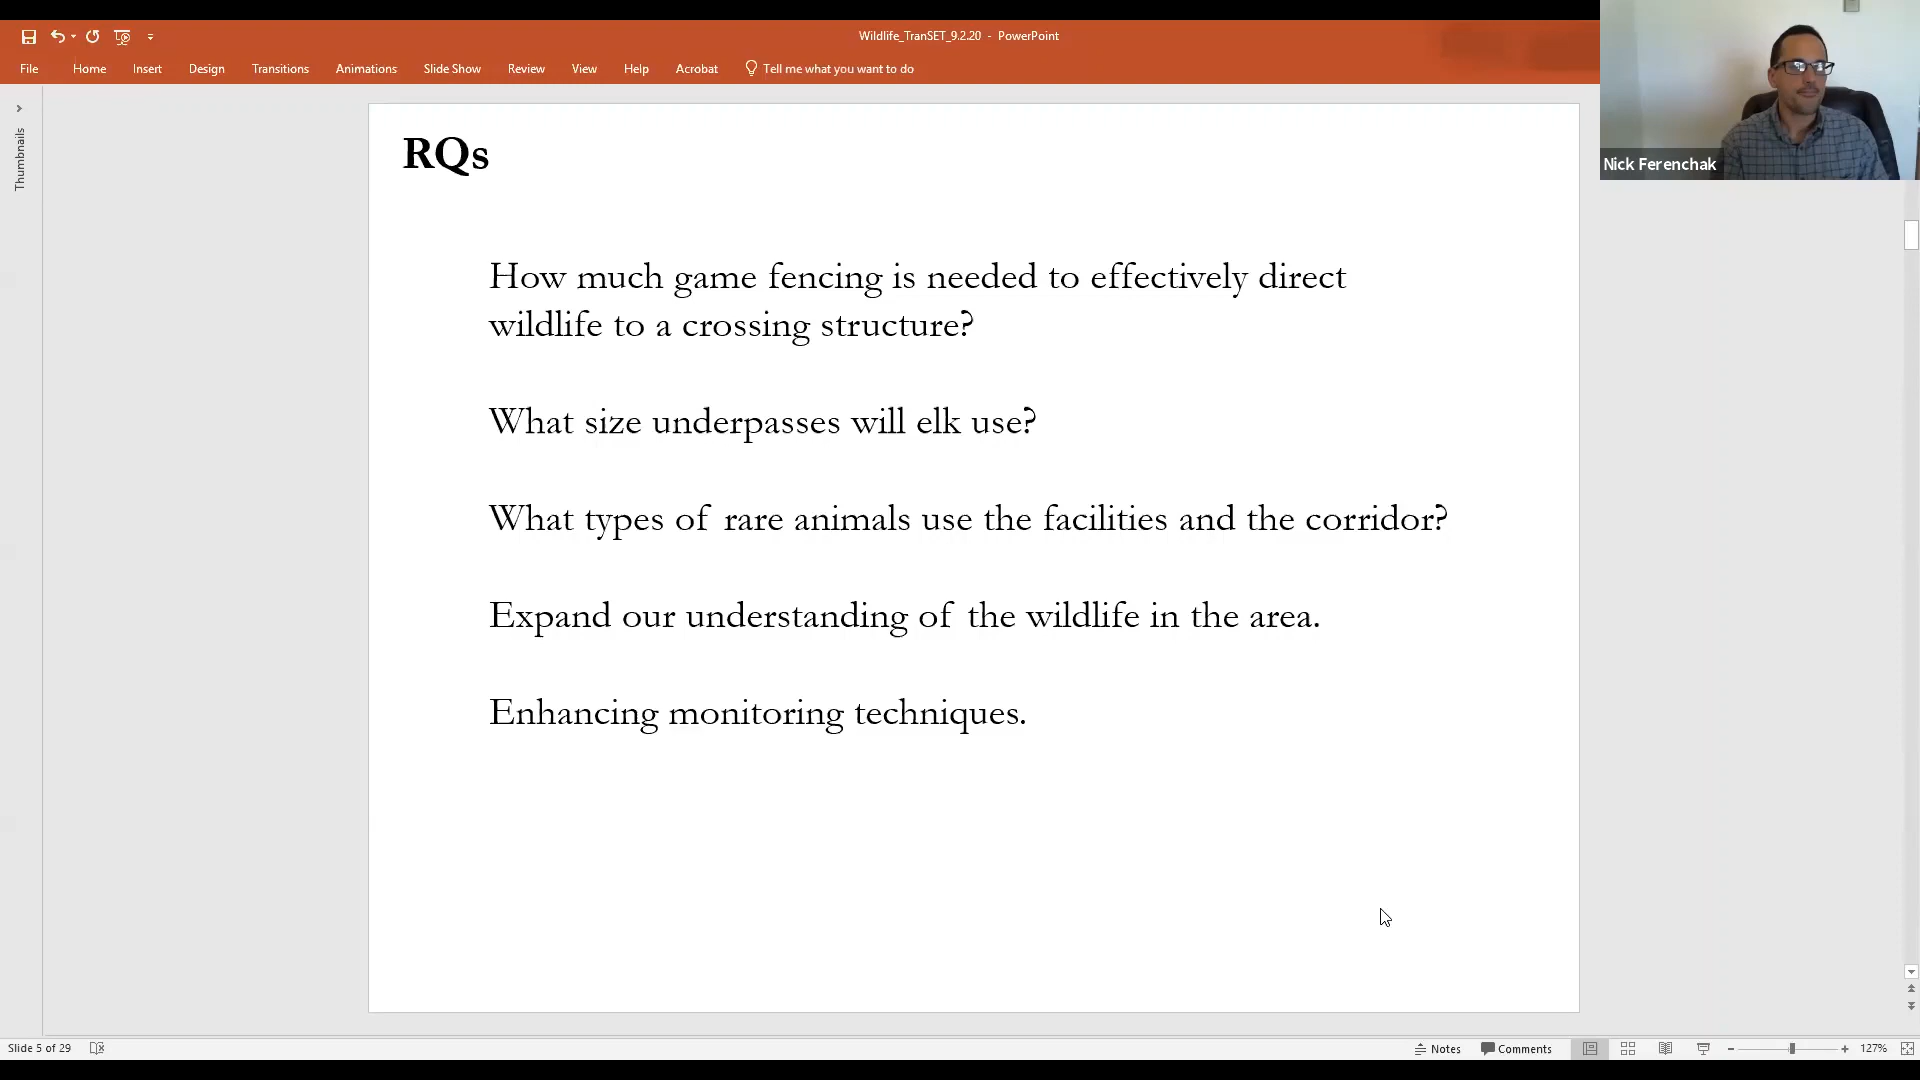 Wildlife_TranSET_9.2.20 - PowerPoint
File Home Insert Design Transitions Animations Slide Show Review View Help Acrobat Tell me what you want to do
Nick Ferenchak
Thumbnails
RQs
How much game fencing is needed to effectively direct
wildlife to a crossing structure?
What size underpasses will elk use?
What types of rare animals use the facilities and the corridor?
Expand our understanding of the wildlife in the area.
Enhancing monitoring techniques.
Slide 5 of 29 Notes Comments 127%